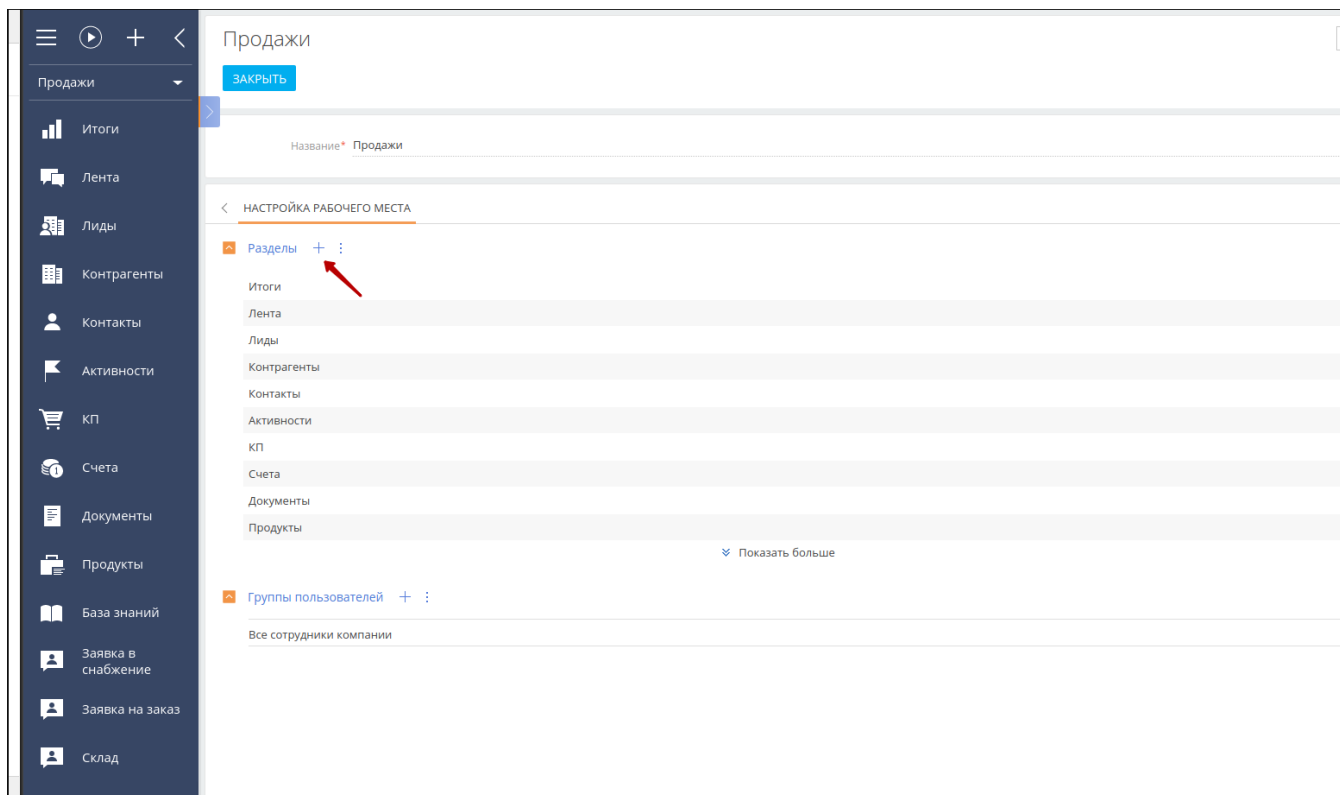 Продажи
Итоги
Лента
Лиды
Контрагенты
Контакты
Активности
КП
Счета
Документы
Продукты
База знаний
Заявка в
снабжение
Заявка на заказ
Склад
Продажи
ЗАКРЫТЬ
Название* Продажи
НАСТРОЙКА РАБОЧЕГО МЕСТА
Разделы
Итоги
Лента
Лиды
Контрагенты
Контакты
Активности
КП
Счета
Документы
Продукты
Показать больше
Группы пользователей
Все сотрудники компании